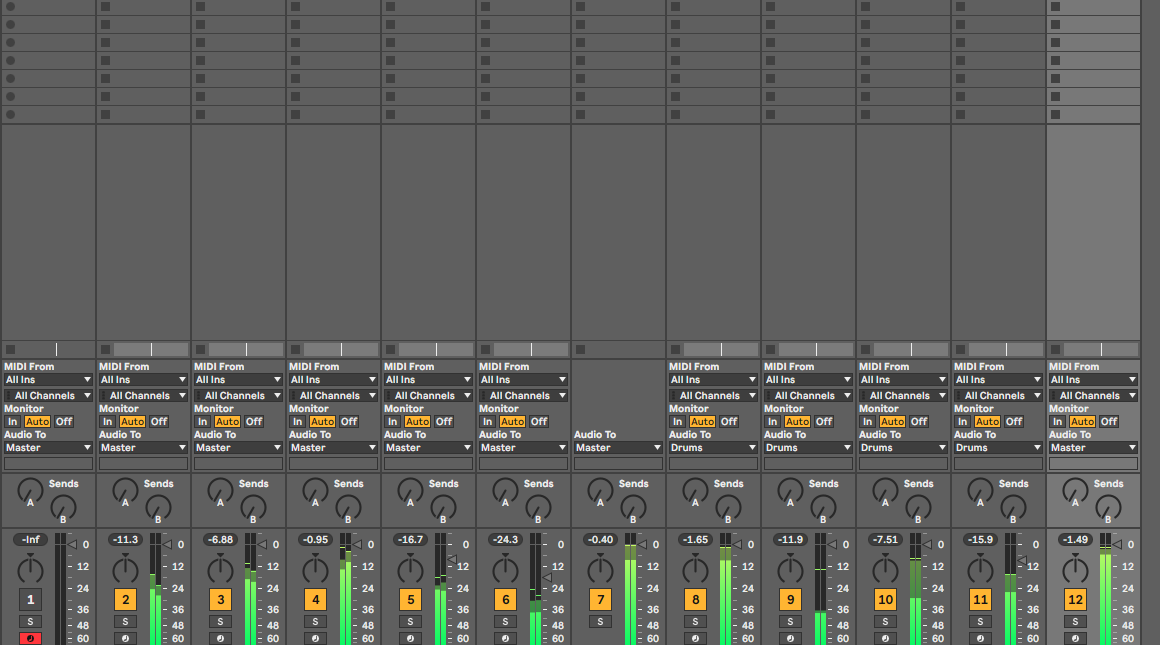 MIDI From MIDI From MIDI From MIDI From MIDI From MIDI From MIDI From MIDI From MIDI From MIDI From MIDI From
All Ins All Ins All Ins All Ins All Ins All Ins All Ins All Ins All Ins All Ins All Ins
All Channels All Channels All Channels All Channels All Channels All Channels All Channels All Channels All Channels All Channels All Channels
Monitor Monitor Monitor Monitor Monitor Monitor Monitor Monitor Monitor Monitor Monitor
In Auto Off In Auto Off In Auto Off In Auto Off In Auto Off In Auto Off In Auto Off In Auto Off In Auto Off In Auto Off In Auto Off
Audio To Audio To Audio To Audio To Audio To Audio To Audio To Audio To Audio To Audio To Audio To Audio To
Master Master Master Master Master Master Master Drums Drums Drums Drums Master
Sends Sends Sends Sends Sends Sends Sends Sends Sends Sends Sends Sends
A A A A A A A A A A A A
B B B B B B B B B B B B
-Inf 0 -11.3 0 -6.88 0 -0.95 0 -16.7 0 -24.3 0 -0.40 0 -1.65 0 -11.9 0 -7.51 0 -15.9 0 -1.49 0
12 12 12 12 12 12 12 12 12 12 12 12
24 24 24 24 24 24 24 24 24 24 24 24
1 2 3 4 5 6 7 8 9 10 11 12
36 36 36 36 36 36 36 36 36 36 36 36
S 48 S 48 S 48 S 48 S 48 S 48 S 48 S 48 S 48 S 48 S 48 S 48
60 60 60 60 60 60 60 60 60 60 60 60